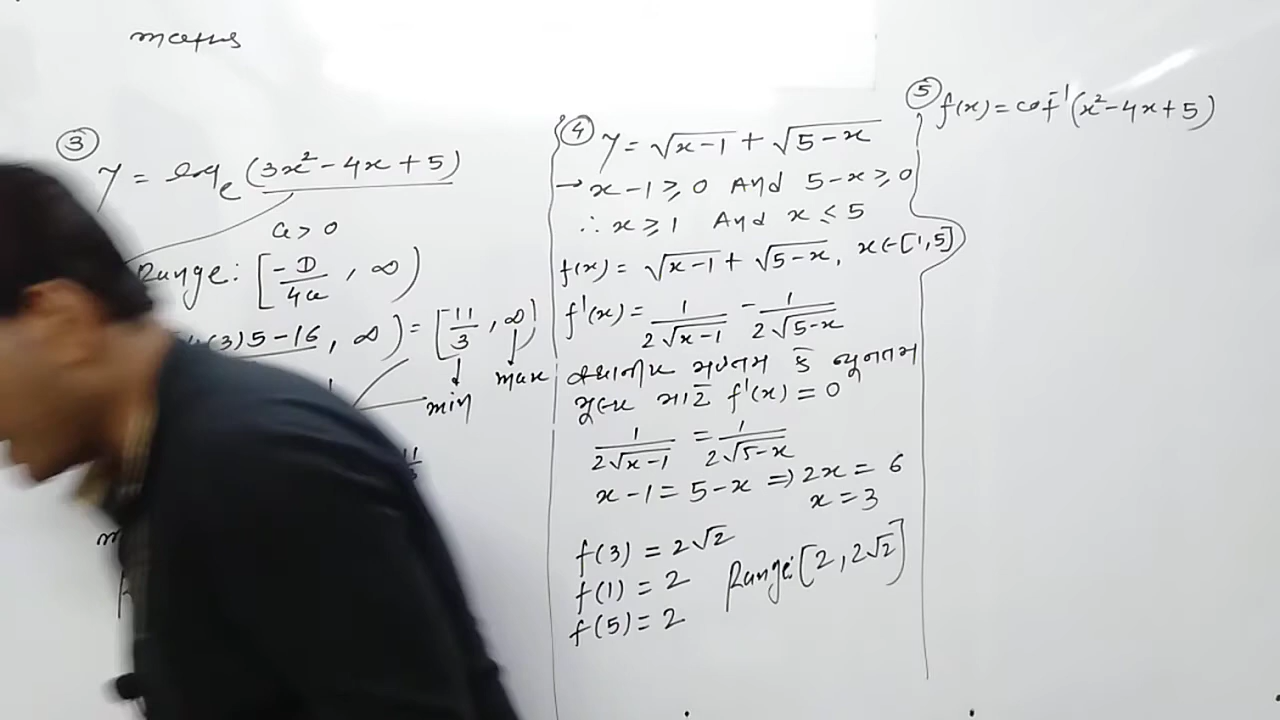 maths
③
y = logₑ (3x² - 4x + 5)
a > 0
Range: [-D/4a, ∞)
(3)5-16, ∞) = [11/3, ∞)
min max
④ y = √(x-1) + √(5-x)
→ x-1 ≥ 0 And 5-x ≥ 0
∴ x ≥ 1 And x ≤ 5
f(x) = √(x-1) + √(5-x), x ∈ [1,5]
f'(x) = 1/(2√(x-1)) - 1/(2√(5-x))
સ્થાનીય મહત્તમ કે ન્યૂનતમ
મૂલ્ય માટે f'(x) = 0
1/(2√(x-1)) = 1/(2√(5-x))
x-1 = 5-x ⇒ 2x = 6
x = 3
f(3) = 2√2
f(1) = 2 Range: [2, 2√2]
f(5) = 2
⑤ f(x) = cot⁻¹(x² - 4x + 5)